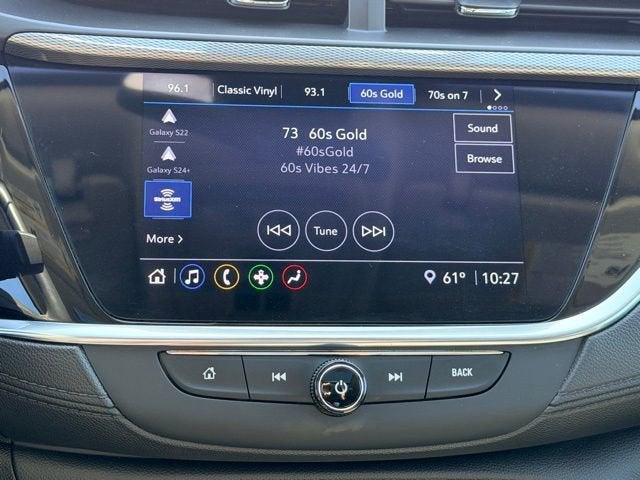 96.1 Classic Vinyl 93.1 60s Gold 70s on 7
Galaxy S22
73 60s Gold
Sound
#60sGold
Galaxy S24+
60s Vibes 24/7
Browse
SiriusXM
Tune
More
61° 10:27
BACK